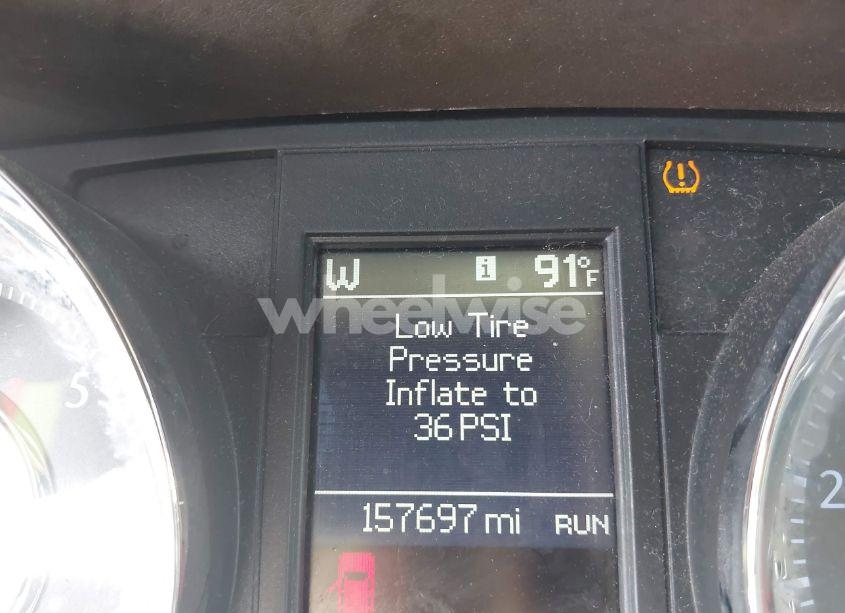 W i 91°F
wheelwise
Low Tire
Pressure
Inflate to
36 PSI
157697 mi RUN
5
2